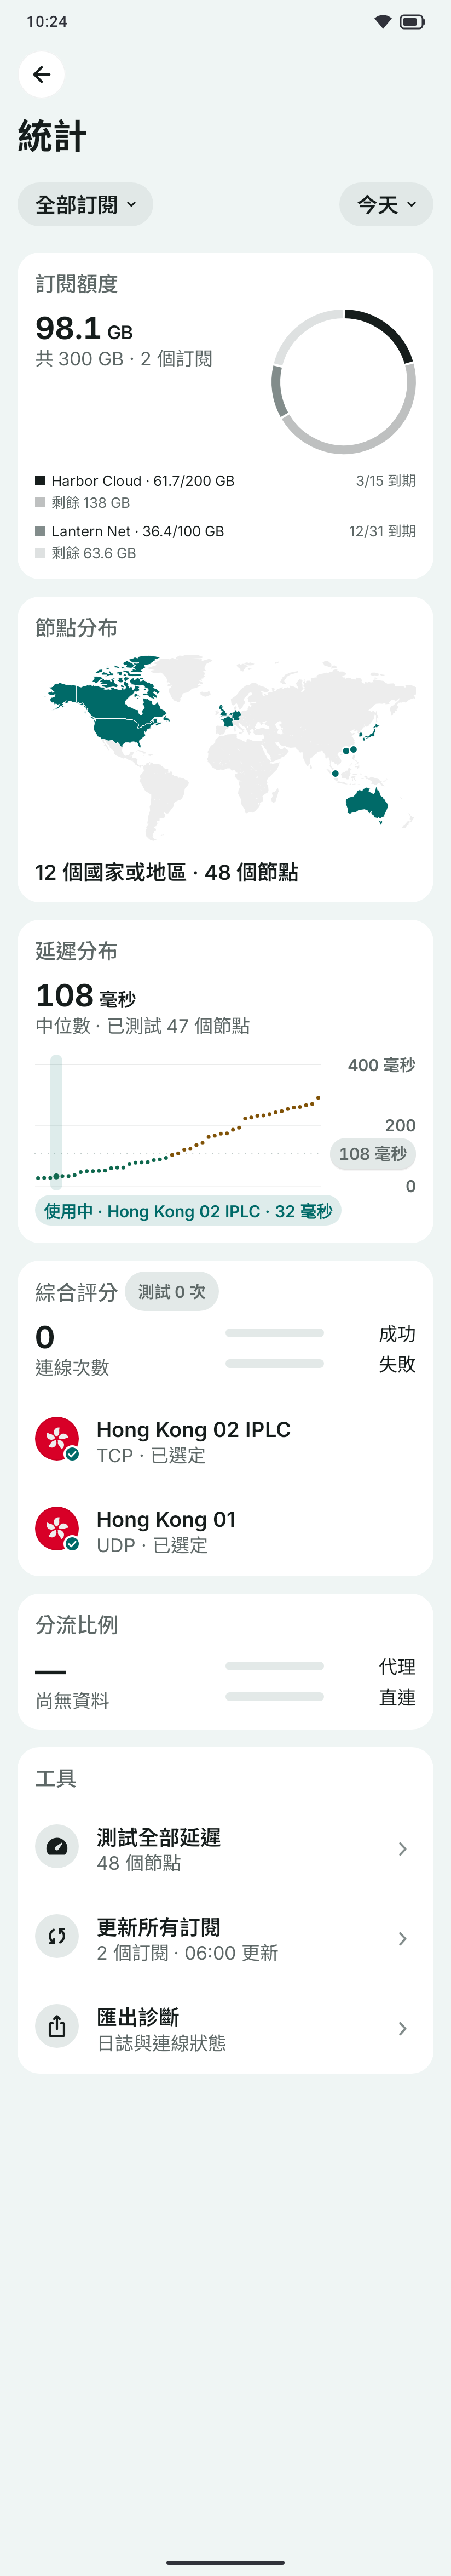 10:24
統計
全部訂閱
今天
訂閱額度
98.1 GB
共 300 GB · 2 個訂閱
Harbor Cloud · 61.7/200 GB
3/15 到期
剩餘 138 GB
Lantern Net · 36.4/100 GB
12/31 到期
剩餘 63.6 GB
節點分布
12 個國家或地區 · 48 個節點
延遲分布
108 毫秒
中位數 · 已測試 47 個節點
400 毫秒
200
108 毫秒
0
使用中 · Hong Kong 02 IPLC · 32 毫秒
綜合評分
測試 0 次
0
連線次數
成功
失敗
Hong Kong 02 IPLC
TCP · 已選定
Hong Kong 01
UDP · 已選定
分流比例
—
尚無資料
代理
直連
工具
測試全部延遲
48 個節點
更新所有訂閱
2 個訂閱 · 06:00 更新
匯出診斷
日誌與連線狀態